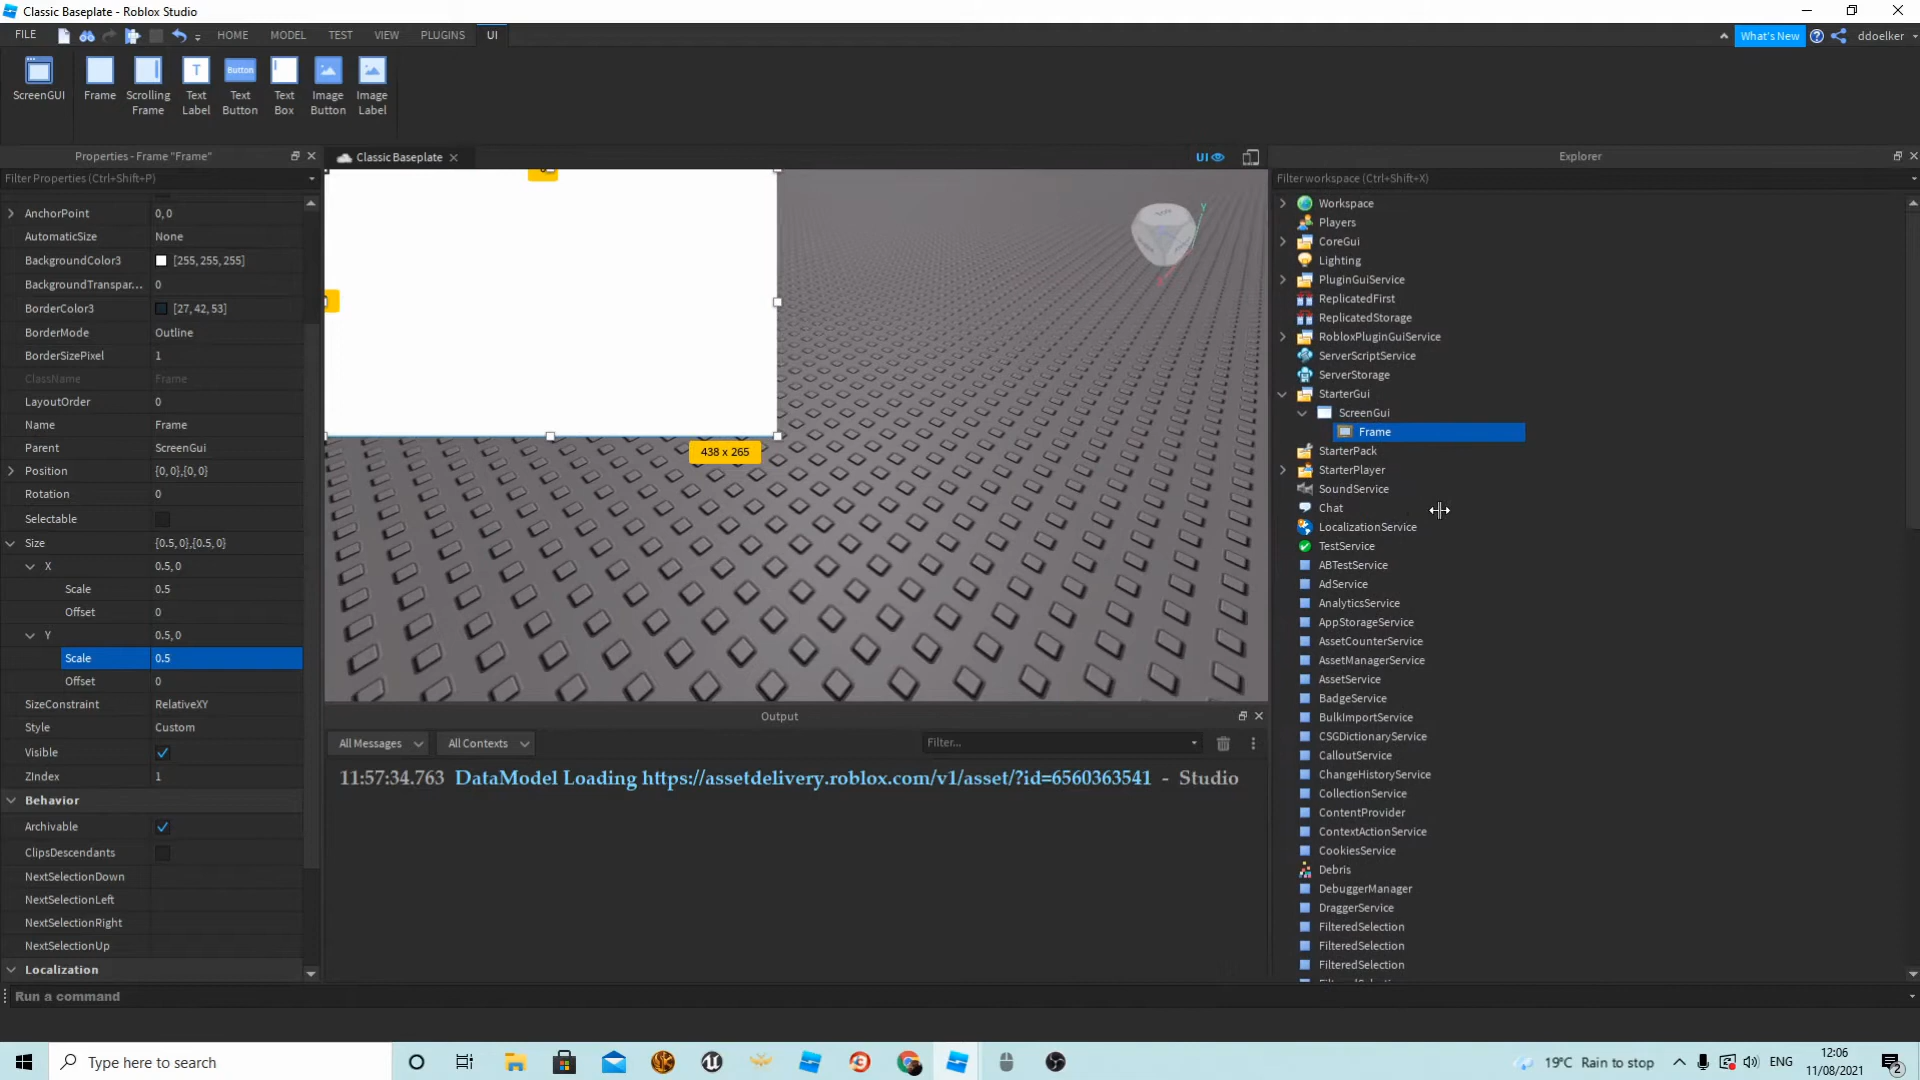 Classic Baseplate - Roblox Studio
FILE
HOME
MODEL
TEST
VIEW
PLUGINS
UI
What's New
ddoelker
ScreenGUI
Frame
Scrolling
Frame
Text
Label
Button
Text
Button
Text
Box
Image
Button
Image
Label
Properties - Frame "Frame"
Filter Properties (Ctrl+Shift+P)
AnchorPoint 0, 0
AutomaticSize None
BackgroundColor3 [255, 255, 255]
BackgroundTranspar... 0
BorderColor3 [27, 42, 53]
BorderMode Outline
BorderSizePixel 1
ClassName Frame
LayoutOrder 0
Name Frame
Parent ScreenGui
Position {0, 0},{0, 0}
Rotation 0
Selectable
Size {0.5, 0},{0.5, 0}
X 0.5, 0
Scale 0.5
Offset 0
Y 0.5, 0
Scale 0.5
Offset 0
SizeConstraint RelativeXY
Style Custom
Visible
ZIndex 1
Behavior
Archivable
ClipsDescendants
NextSelectionDown
NextSelectionLeft
NextSelectionRight
NextSelectionUp
Localization
Classic Baseplate
UI
Y
438 x 265
Output
All Messages
All Contexts
Filter...
11:57:34.763 DataModel Loading https://assetdelivery.roblox.com/v1/asset/?id=6560363541 - Studio
Explorer
Filter workspace (Ctrl+Shift+X)
Workspace
Players
CoreGui
Lighting
PluginGuiService
ReplicatedFirst
ReplicatedStorage
RobloxPluginGuiService
ServerScriptService
ServerStorage
StarterGui
ScreenGui
Frame
StarterPack
StarterPlayer
SoundService
Chat
LocalizationService
TestService
ABTestService
AdService
AnalyticsService
AppStorageService
AssetCounterService
AssetManagerService
AssetService
BadgeService
BulkImportService
CSGDictionaryService
CalloutService
ChangeHistoryService
CollectionService
ContentProvider
ContextActionService
CookiesService
Debris
DebuggerManager
DraggerService
FilteredSelection
FilteredSelection
FilteredSelection
Run a command
Type here to search
19°C Rain to stop
ENG
12:06
11/08/2021
2